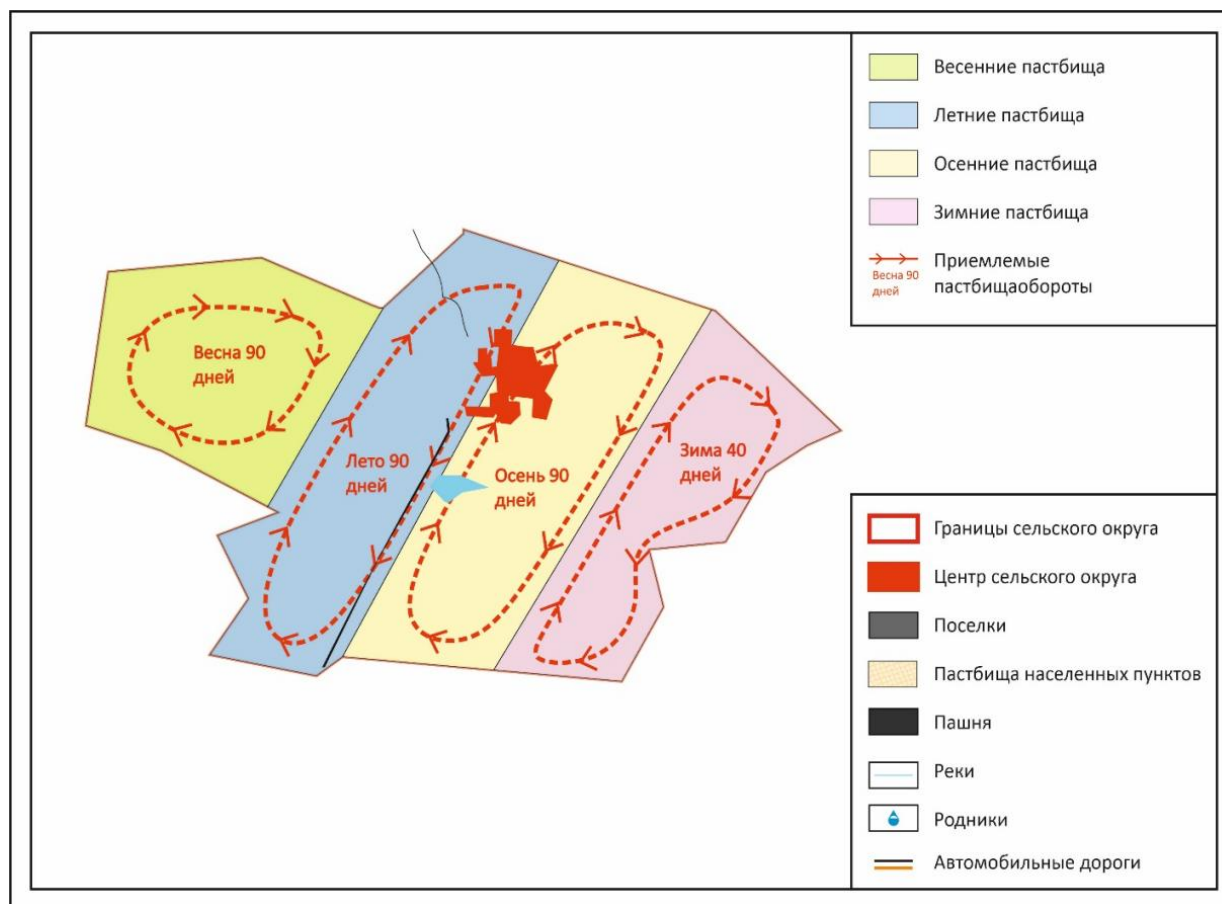 Весенние пастбища
Летние пастбища
Осенние пастбища
Зимние пастбища
Весна 90
дней
Приемлемые
пастбищаобороты
Весна 90
дней
Лето 90
дней
Осень 90
дней
Зима 40
дней
Границы сельского округа
Центр сельского округа
Поселки
Пастбища населенных пунктов
Пашня
Реки
Родники
Автомобильные дороги